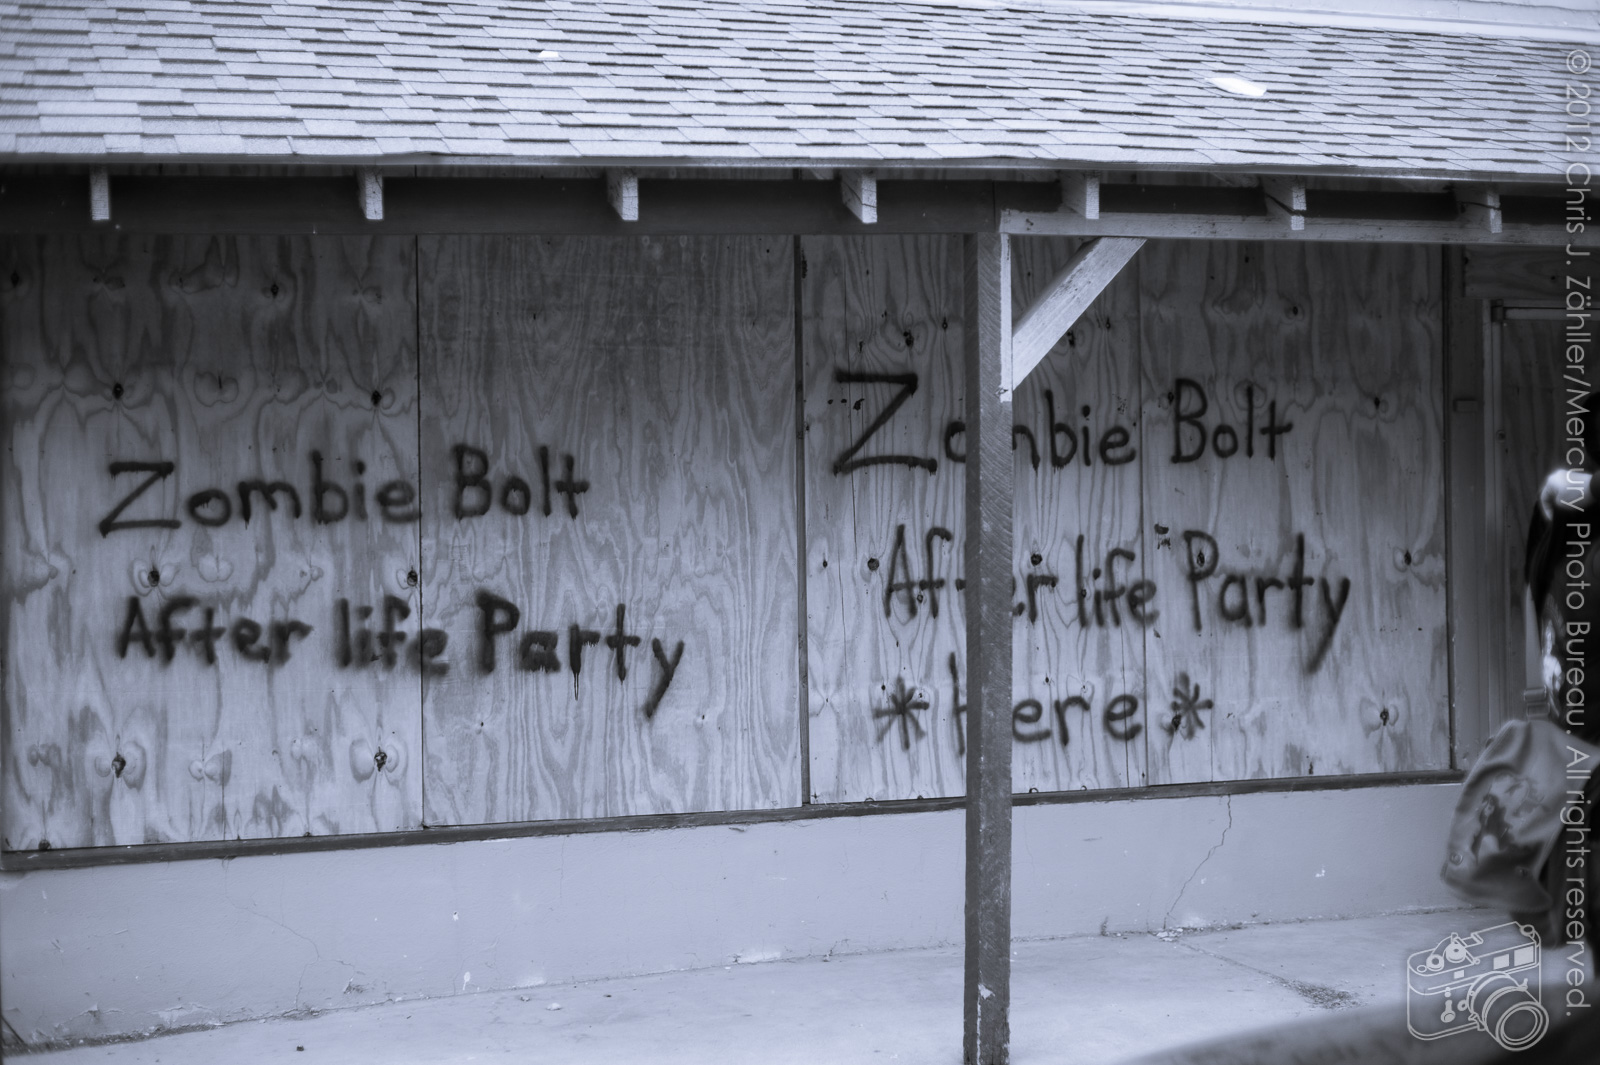 Zombie Bolt
After life Party
Zombie Bolt
After life Party
* Here *
© 2012 Chris J. Zähller/Mercury Photo Bureau. All rights reserved.